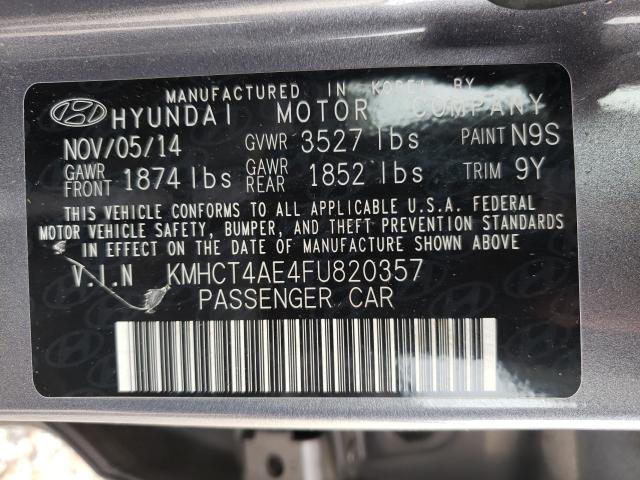 MANUFACTURED IN KOREA BY
HYUNDAI MOTOR COMPANY
NOV/05/14 GVWR 3527 lbs PAINT N9S
GAWR FRONT 1874 lbs GAWR REAR 1852 lbs TRIM 9Y
THIS VEHICLE CONFORMS TO ALL APPLICABLE U.S.A. FEDERAL
MOTOR VEHICLE SAFETY, BUMPER, AND THEFT PREVENTION STANDARDS
IN EFFECT ON THE DATE OF MANUFACTURE SHOWN ABOVE.
V.I.N KMHCT4AE4FU820357
PASSENGER CAR